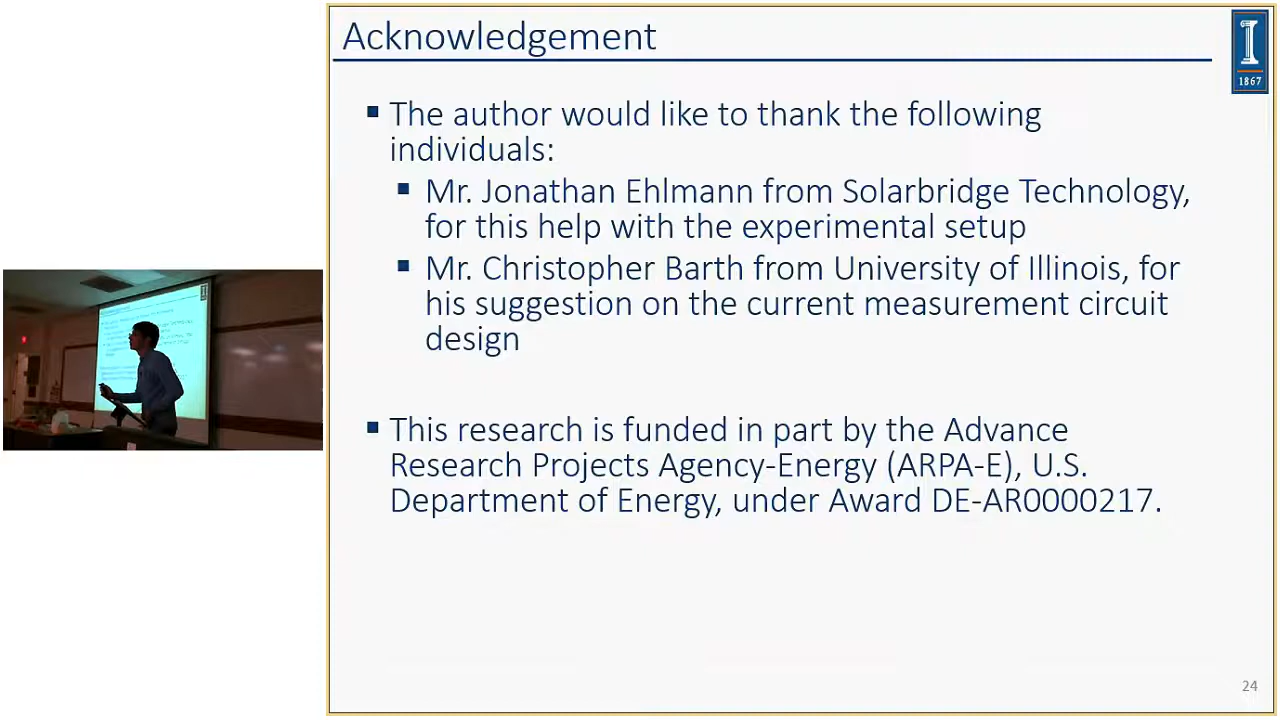 Acknowledgement
I
1867
▪ The author would like to thank the following
individuals:
▪ Mr. Jonathan Ehlmann from Solarbridge Technology,
for this help with the experimental setup
▪ Mr. Christopher Barth from University of Illinois, for
his suggestion on the current measurement circuit
design
▪ This research is funded in part by the Advance
Research Projects Agency-Energy (ARPA-E), U.S.
Department of Energy, under Award DE-AR0000217.
24